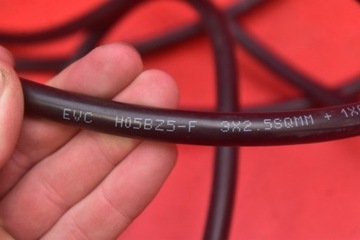 EVC H05BZ5-F 3X2.5SQMM + 1X